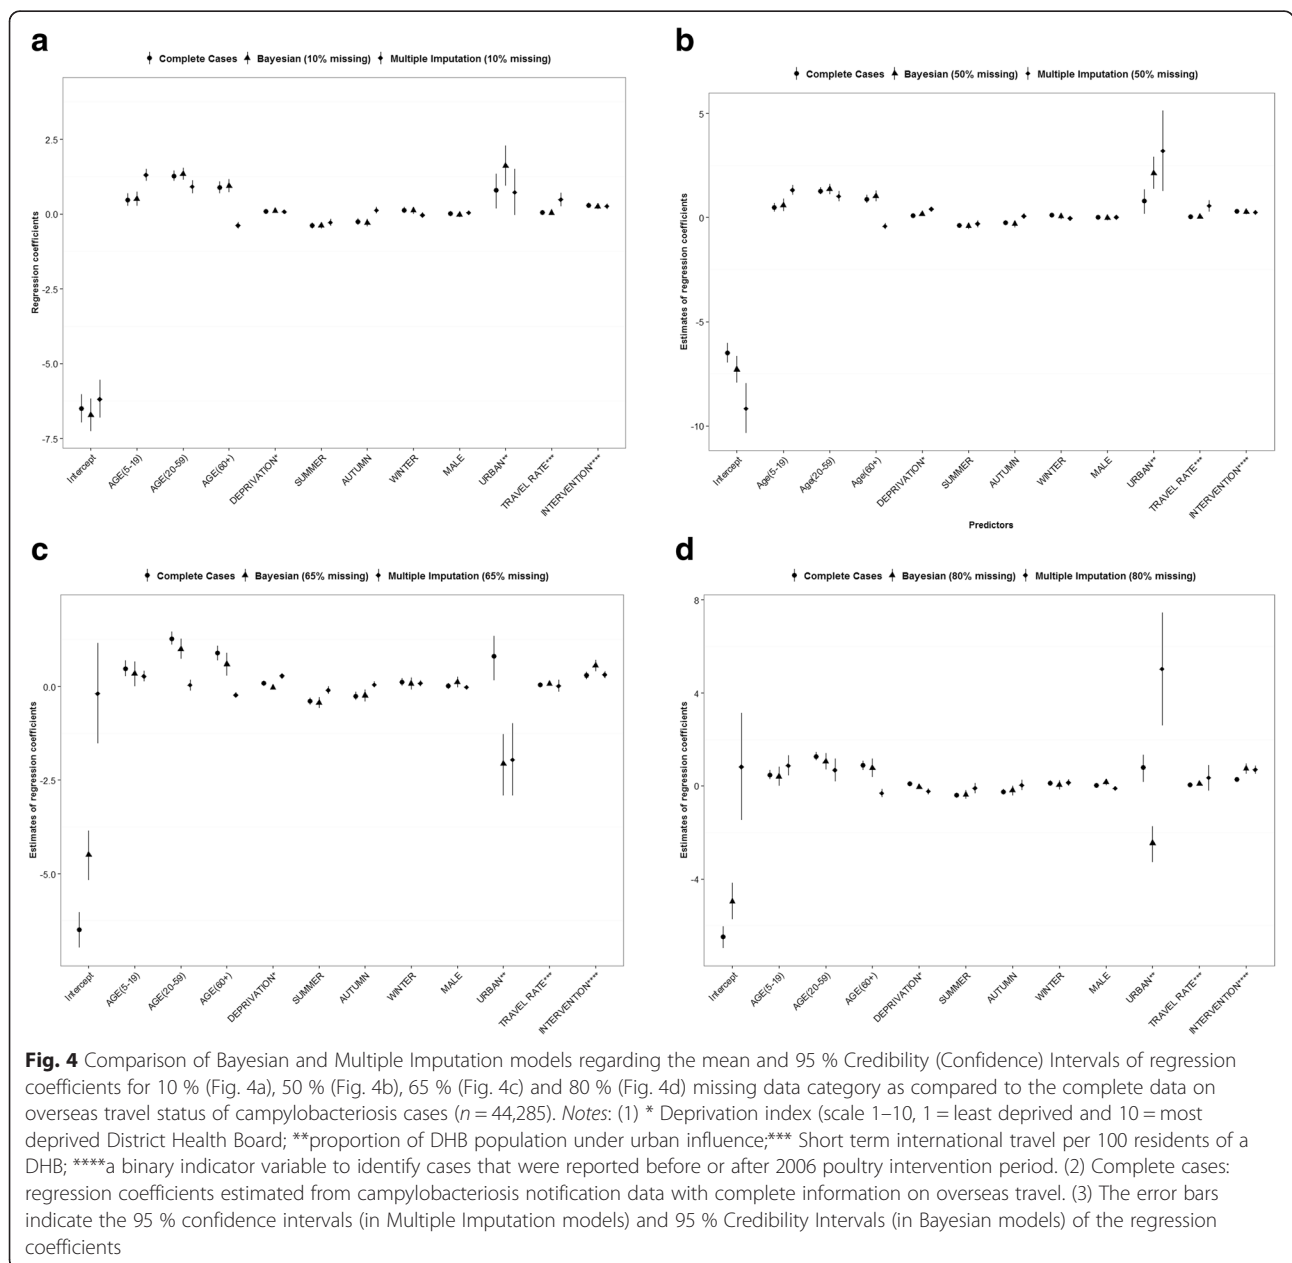 a
Complete Cases Bayesian (10% missing) Multiple Imputation (10% missing)
Regression coefficients
2.5
0.0
-2.5
-5.0
-7.5
Intercept
AGE(5-19)
AGE(20-59)
AGE(60+)
DEPRIVATION*
SUMMER
AUTUMN
WINTER
MALE
URBAN**
TRAVEL RATE***
INTERVENTION****
b
Complete Cases Bayesian (50% missing) Multiple Imputation (50% missing)
Estimates of regression coefficients
5
0
-5
-10
Intercept
Age(5-19)
Age(20-59)
Age(60+)
DEPRIVATION*
SUMMER
AUTUMN
WINTER
MALE
URBAN**
TRAVEL RATE***
INTERVENTION****
Predictors
c
Complete Cases Bayesian (65% missing) Multiple Imputation (65% missing)
Estimates of regression coefficients
0.0
-2.5
-5.0
Intercept
AGE(5-19)
AGE(20-59)
AGE(60+)
DEPRIVATION*
SUMMER
AUTUMN
WINTER
MALE
URBAN**
TRAVEL RATE***
INTERVENTION****
d
Complete Cases Bayesian (80% missing) Multiple Imputation (80% missing)
Estimates of regression coefficients
8
4
0
-4
Intercept
AGE(5-19)
AGE(20-59)
AGE(60+)
DEPRIVATION*
SUMMER
AUTUMN
WINTER
MALE
URBAN**
TRAVEL RATE***
INTERVENTION****
Fig. 4 Comparison of Bayesian and Multiple Imputation models regarding the mean and 95 % Credibility (Confidence) Intervals of regression
coefficients for 10 % (Fig. 4a), 50 % (Fig. 4b), 65 % (Fig. 4c) and 80 % (Fig. 4d) missing data category as compared to the complete data on
overseas travel status of campylobacteriosis cases (n = 44,285). Notes: (1) * Deprivation index (scale 1–10, 1 = least deprived and 10 = most
deprived District Health Board; **proportion of DHB population under urban influence;*** Short term international travel per 100 residents of a
DHB; ****a binary indicator variable to identify cases that were reported before or after 2006 poultry intervention period. (2) Complete cases:
regression coefficients estimated from campylobacteriosis notification data with complete information on overseas travel. (3) The error bars
indicate the 95 % confidence intervals (in Multiple Imputation models) and 95 % Credibility Intervals (in Bayesian models) of the regression
coefficients